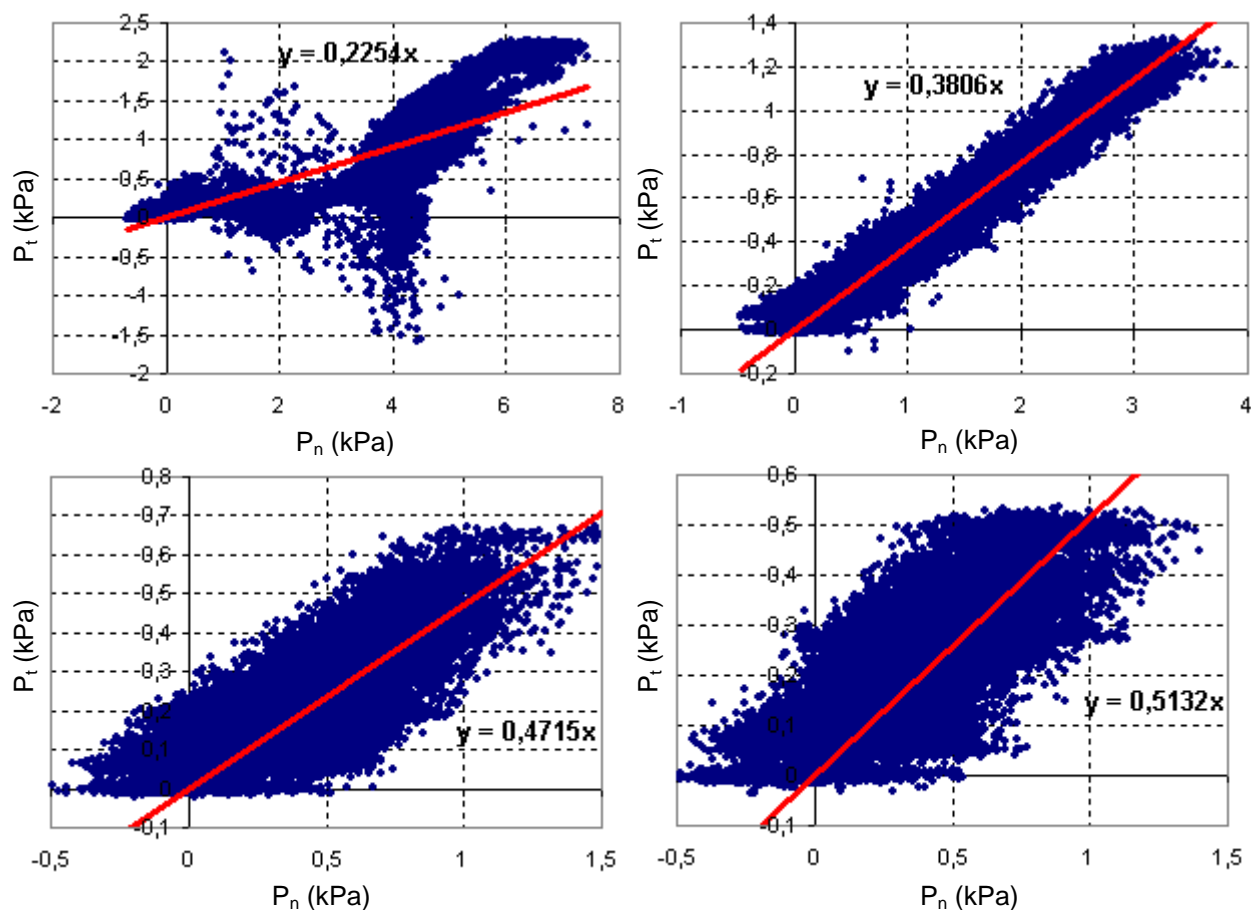 2,5
2
1,5
1
0,5
0
-0,5
-1
-1,5
-2
y = 0,2254x
Pt (kPa)
-2 0 2 4 6 8
Pn (kPa)
1,4
1,2
1
0,8
0,6
0,4
0,2
0
-0,2
y = 0,3806x
Pt (kPa)
-1 0 1 2 3 4
Pn (kPa)
0,8
0,7
0,6
0,5
0,4
0,3
0,2
0,1
0
-0,1
y = 0,4715x
Pt (kPa)
-0,5 0 0,5 1 1,5
Pn (kPa)
0,6
0,5
0,4
0,3
0,2
0,1
0
-0,1
y = 0,5132x
Pt (kPa)
-0,5 0 0,5 1 1,5
Pn (kPa)